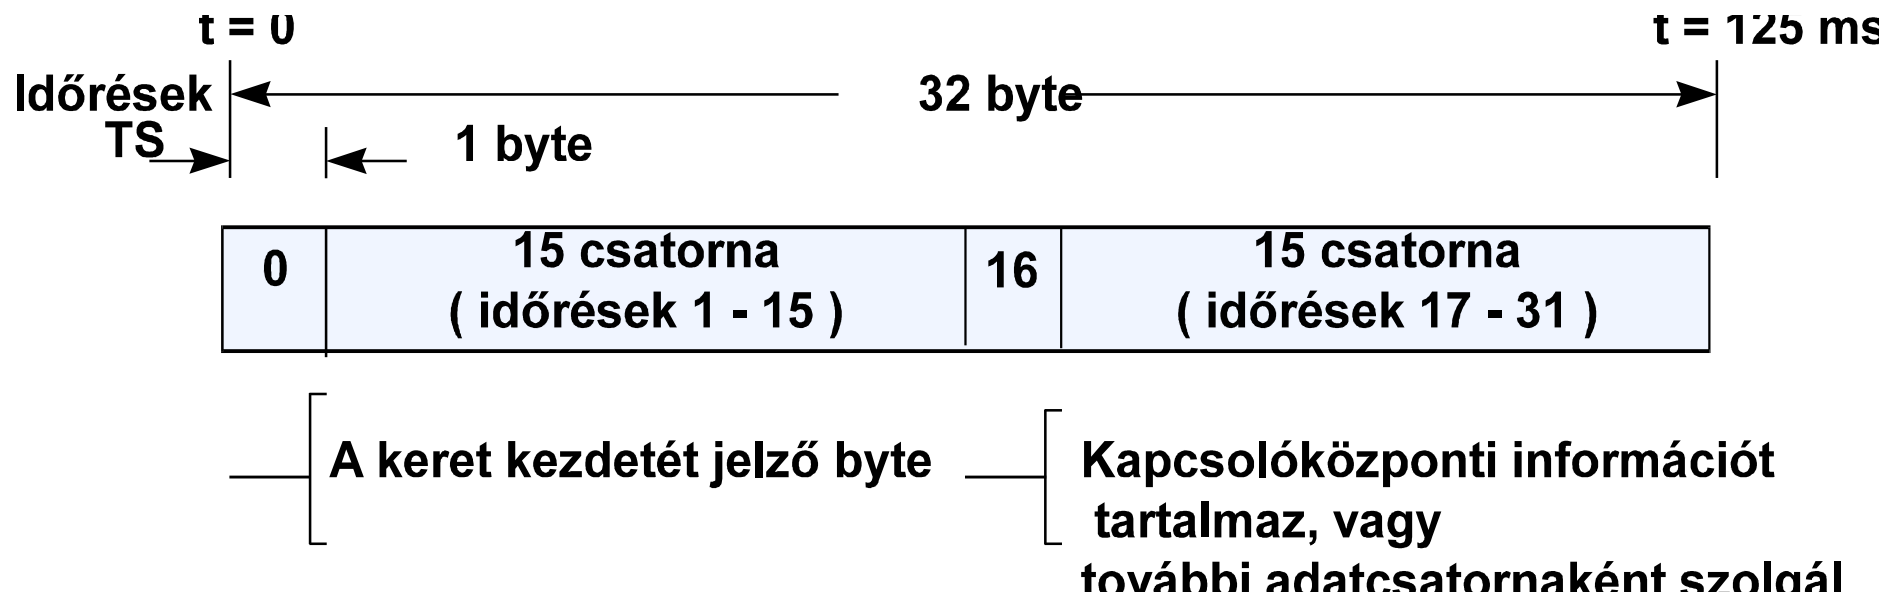 t = 0
t = 125 ms
Időrések
32 byte
TS
1 byte
0
15 csatorna
( időrések 1 - 15 )
16
15 csatorna
( időrések 17 - 31 )
A keret kezdetét jelző byte
Kapcsolóközponti információt
tartalmaz, vagy
további adatcsatornaként szolgál